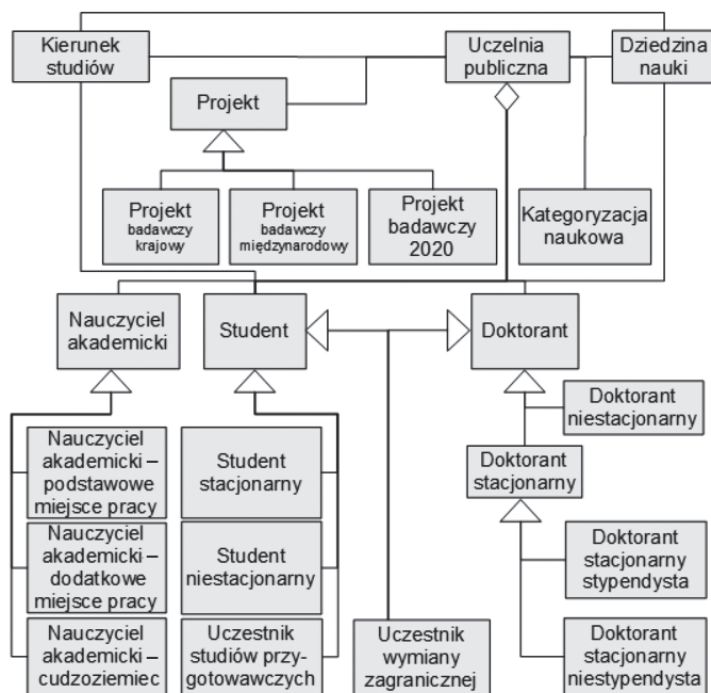 Kierunek
studiów
Uczelnia
publiczna
Dziedzina
nauki
Projekt
Projekt
badawczy
krajowy
Projekt
badawczy
międzynarodowy
Projekt
badawczy
2020
Kategoryzacja
naukowa
Nauczyciel
akademicki
Student
Doktorant
Doktorant
niestacjonarny
Nauczyciel
akademicki –
podstawowe
miejsce pracy
Student
stacjonarny
Doktorant
stacjonarny
Nauczyciel
akademicki –
dodatkowe
miejsce pracy
Student
niestacjonarny
Doktorant
stacjonarny
stypendysta
Nauczyciel
akademicki –
cudzoziemiec
Uczestnik
studiów przy-
gotowawczych
Uczestnik
wymiany
zagranicznej
Doktorant
stacjonarny
niestypendysta